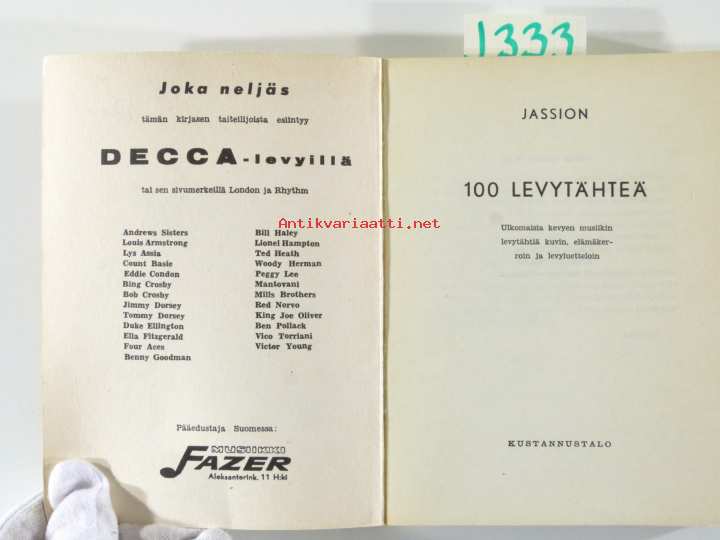 1333
Joka neljäs
tämän kirjasen taiteilijoista esiintyy
DECCA-levyillä
tai sen sivumerkeillä London ja Rhythm
Antikvariaatti.net
Andrews Sisters
Louis Armstrong
Lys Assia
Count Basie
Eddie Condon
Bing Crosby
Bob Crosby
Jimmy Dorsey
Tommy Dorsey
Duke Ellington
Ella Fitzgerald
Four Aces
Benny Goodman
Bill Haley
Lionel Hampton
Ted Heath
Woody Herman
Peggy Lee
Mantovani
Mills Brothers
Red Norvo
King Joe Oliver
Ben Pollack
Vico Torriani
Victor Young
Pääedustaja Suomessa:
MUSIIKKI
FAZER
Aleksanterink. 11 H:ki
JASSION
100 LEVYTÄHTEÄ
Ulkomaisia kevyen musiikin
levytähtiä kuvin, elämäker-
roin ja levyluetteloin
KUSTANNUSTALO